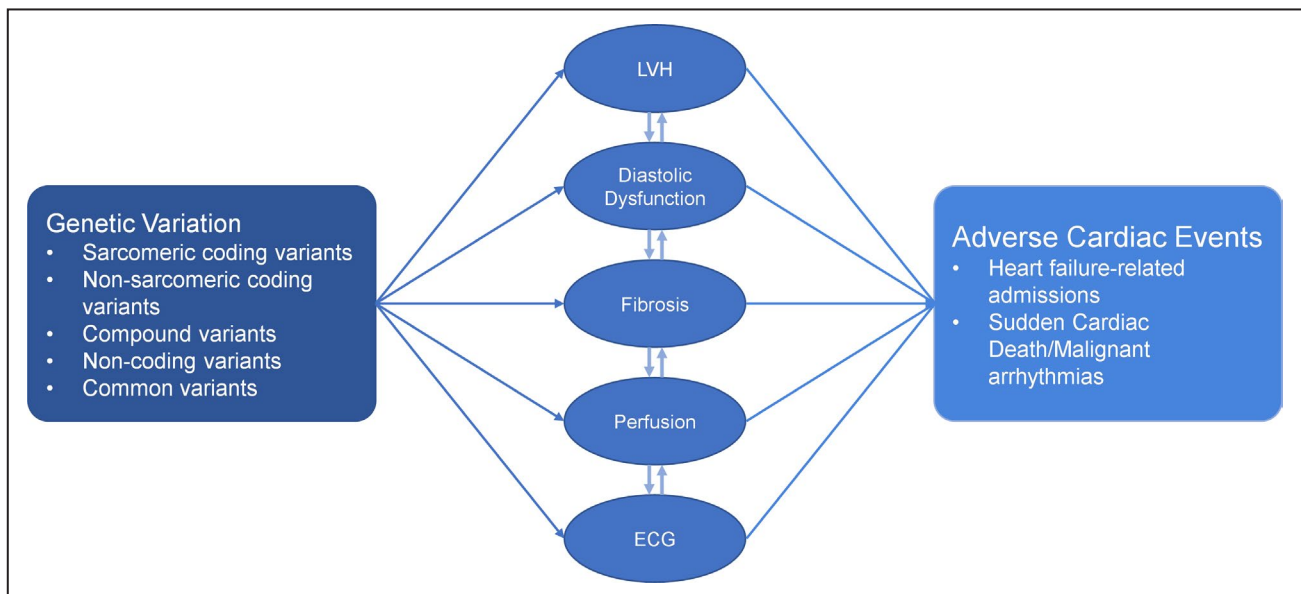 LVH
Diastolic
Dysfunction
Fibrosis
Perfusion
ECG
Genetic Variation
• Sarcomeric coding variants
• Non-sarcomeric coding
variants
• Compound variants
• Non-coding variants
• Common variants
Adverse Cardiac Events
• Heart failure-related
admissions
• Sudden Cardiac
Death/Malignant
arrhythmias